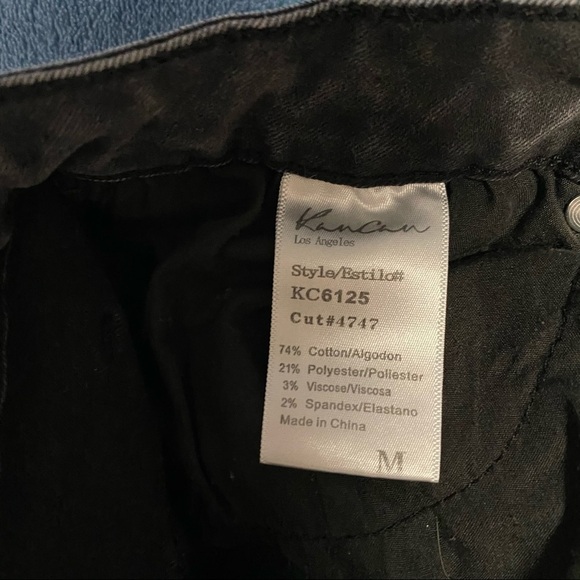 Kancan
Los Angeles
Style/Estilo#
KC6125
Cut#4747
74% Cotton/Algodon
21% Polyester/Poliester
3% Viscose/Viscosa
2% Spandex/Elastano
Made in China
M